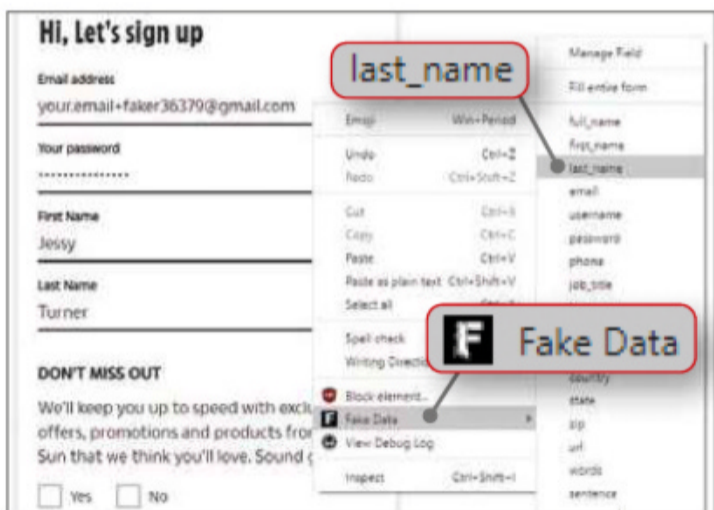 Hi, Let's sign up
Email address
your.email+faker36379@gmail.com
Your password
...............
First Name
Jessy
Last Name
Turner
DON'T MISS OUT
We'll keep you up to speed with exclu
offers, promotions and products from
Sun that we think you'll love. Sound g
Yes No
Emoji Win+Period
Undo Ctrl+Z
Redo Ctrl+Shift+Z
Cut Ctrl+X
Copy Ctrl+C
Paste Ctrl+V
Paste as plain text Ctrl+Shift+V
Select all
Spell check
Writing Directio
Block element...
Fake Data
View Debug Log
Inspect Ctrl+Shift+I
last_name
F Fake Data
Manage Field
Fill entire form
full_name
first_name
last_name
email
username
password
phone
job_title
country
state
zip
url
words
sentence